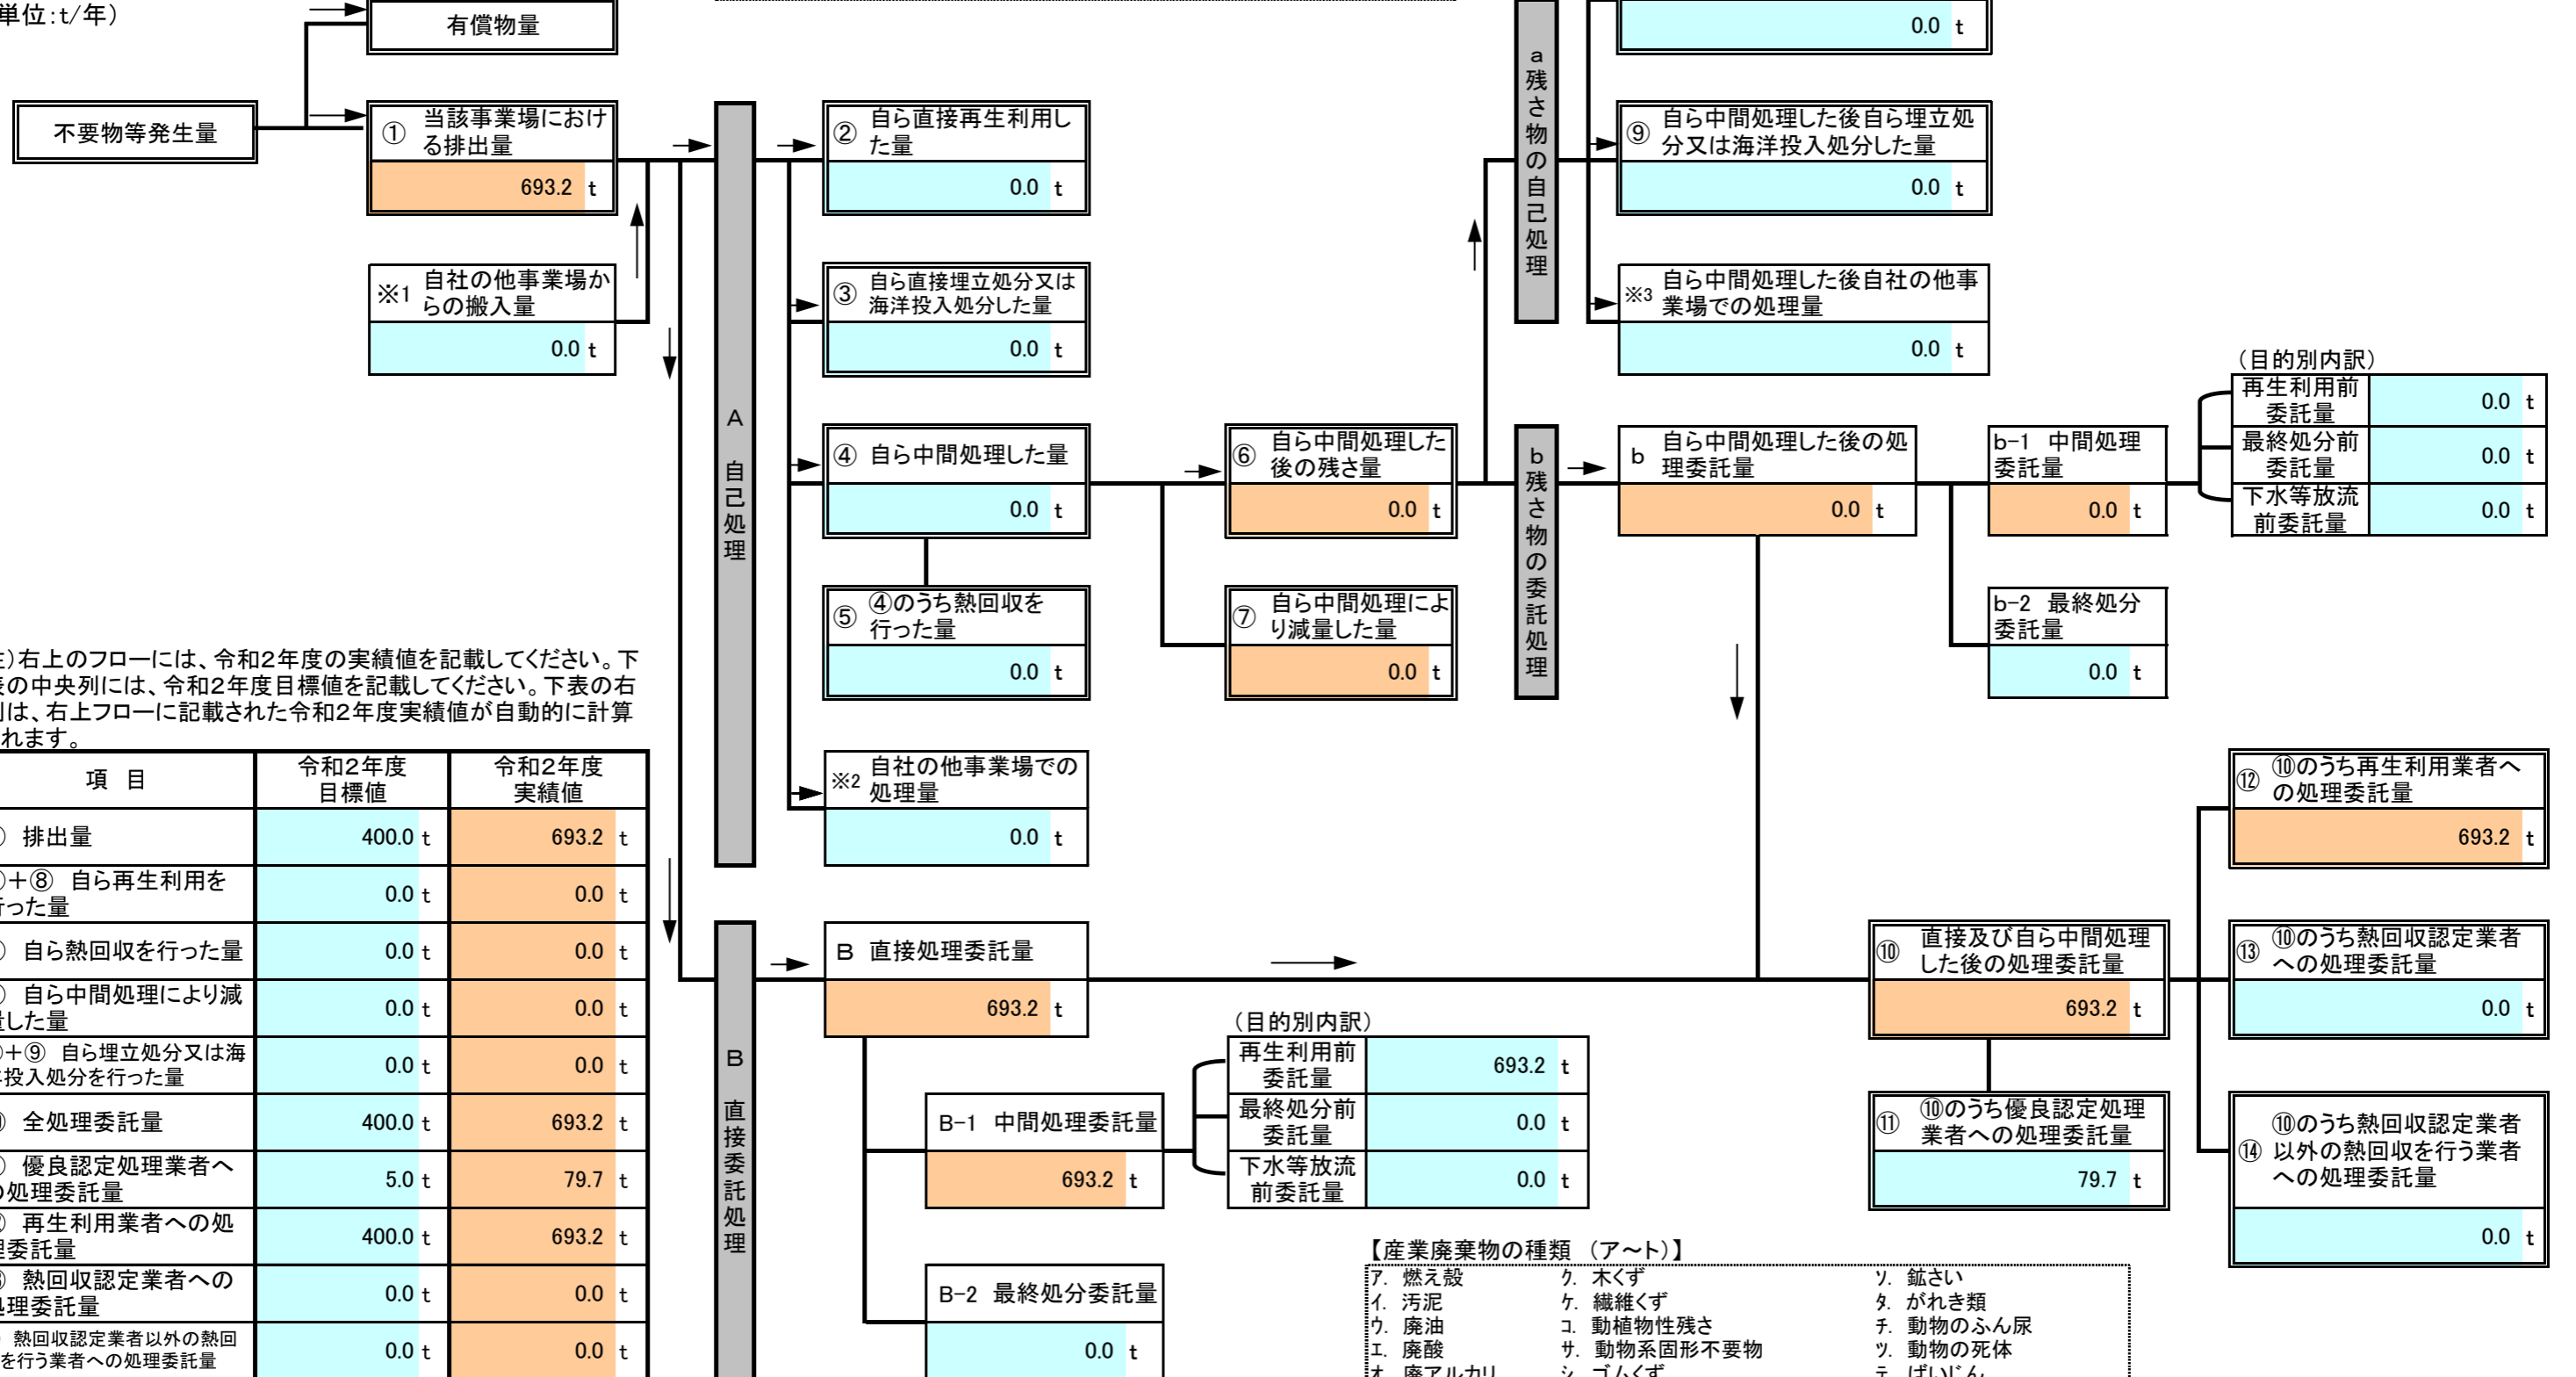 単位：t/年）
有償物量
不要物等発生量
① 当該事業場におけ
る排出量
693.2 t
※1 自社の他事業場か
らの搬入量
0.0 t
A 自己処理
② 自ら直接再生利用し
た量
0.0 t
③ 自ら直接埋立処分又は
海洋投入処分した量
0.0 t
④ 自ら中間処理した量
0.0 t
⑤ ④のうち熱回収を
行った量
0.0 t
※2 自社の他事業場での
処理量
0.0 t
⑥ 自ら中間処理した
後の残さ量
0.0 t
⑦ 自ら中間処理によ
り減量した量
0.0 t
a 残さ物の自己処理
0.0 t
⑨ 自ら中間処理した後自ら埋立処
分又は海洋投入処分した量
0.0 t
※3 自ら中間処理した後自社の他事
業場での処理量
0.0 t
b 残さ物の委託処理
b 自ら中間処理した後の処
理委託量
0.0 t
b-1 中間処理
委託量
0.0 t
b-2 最終処分
委託量
0.0 t
（目的別内訳）
再生利用前
委託量 0.0 t
最終処分前
委託量 0.0 t
下水等放流
前委託量 0.0 t
）右上のフローには、令和２年度の実績値を記載してください。下
の中央列には、令和２年度目標値を記載してください。下表の右
は、右上フローに記載された令和２年度実績値が自動的に計算
れます。
項 目 令和２年度
目標値 令和２年度
実績値
排出量 400.0 t 693.2 t
＋⑧ 自ら再生利用を
行った量 0.0 t 0.0 t
自ら熱回収を行った量 0.0 t 0.0 t
自ら中間処理により減
量した量 0.0 t 0.0 t
＋⑨ 自ら埋立処分又は海
洋投入処分を行った量 0.0 t 0.0 t
全処理委託量 400.0 t 693.2 t
優良認定処理業者へ
の処理委託量 5.0 t 79.7 t
再生利用業者への処
理委託量 400.0 t 693.2 t
熱回収認定業者への
処理委託量 0.0 t 0.0 t
熱回収認定業者以外の熱回
を行う業者への処理委託量 0.0 t 0.0 t
B 直接委託処理
B 直接処理委託量
693.2 t
B-1 中間処理委託量
693.2 t
B-2 最終処分委託量
0.0 t
（目的別内訳）
再生利用前
委託量 693.2 t
最終処分前
委託量 0.0 t
下水等放流
前委託量 0.0 t
⑩ 直接及び自ら中間処理
した後の処理委託量
693.2 t
⑪ ⑩のうち優良認定処理
業者への処理委託量
79.7 t
⑫ ⑩のうち再生利用業者へ
の処理委託量
693.2 t
⑬ ⑩のうち熱回収認定業者
への処理委託量
0.0 t
⑭ ⑩のうち熱回収認定業者
以外の熱回収を行う業者
への処理委託量
0.0 t
【産業廃棄物の種類 （ア～ト）】
ア. 燃え殻 ク. 木くず ソ. 鉱さい
イ. 汚泥 ケ. 繊維くず タ. がれき類
ウ. 廃油 コ. 動植物性残さ チ. 動物のふん尿
エ. 廃酸 サ. 動物系固形不要物 ツ. 動物の死体
オ. 廃アルカリ シ. ゴムくず テ. ばいじん